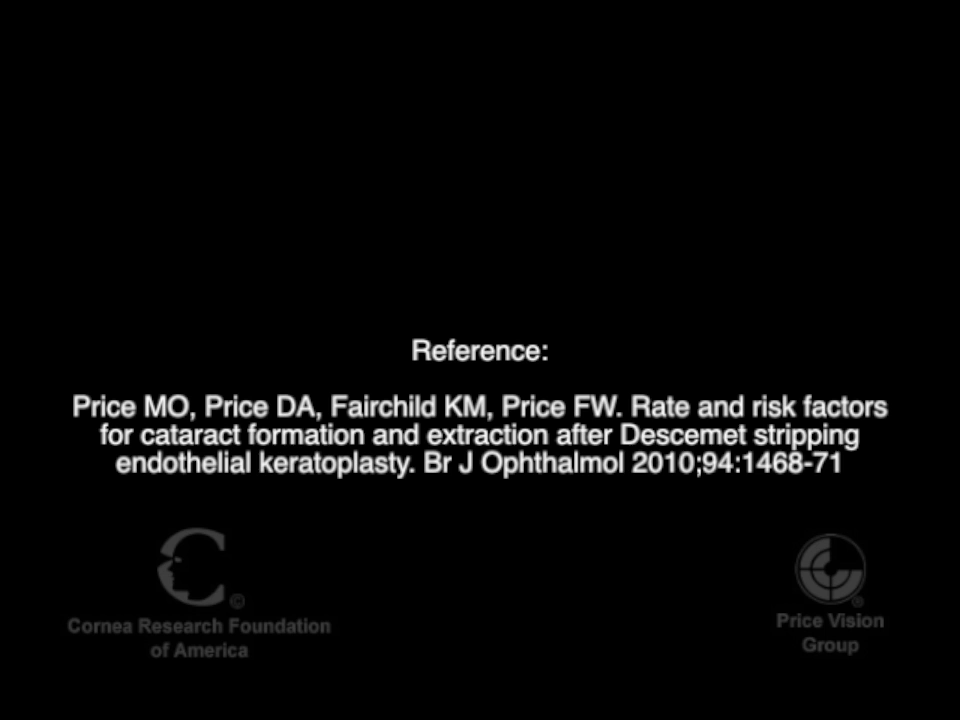 Reference:
Price MO, Price DA, Fairchild KM, Price FW. Rate and risk factors
for cataract formation and extraction after Descemet stripping
endothelial keratoplasty. Br J Ophthalmol 2010;94:1468-71
©
Cornea Research Foundation
of America
®
Price Vision
Group